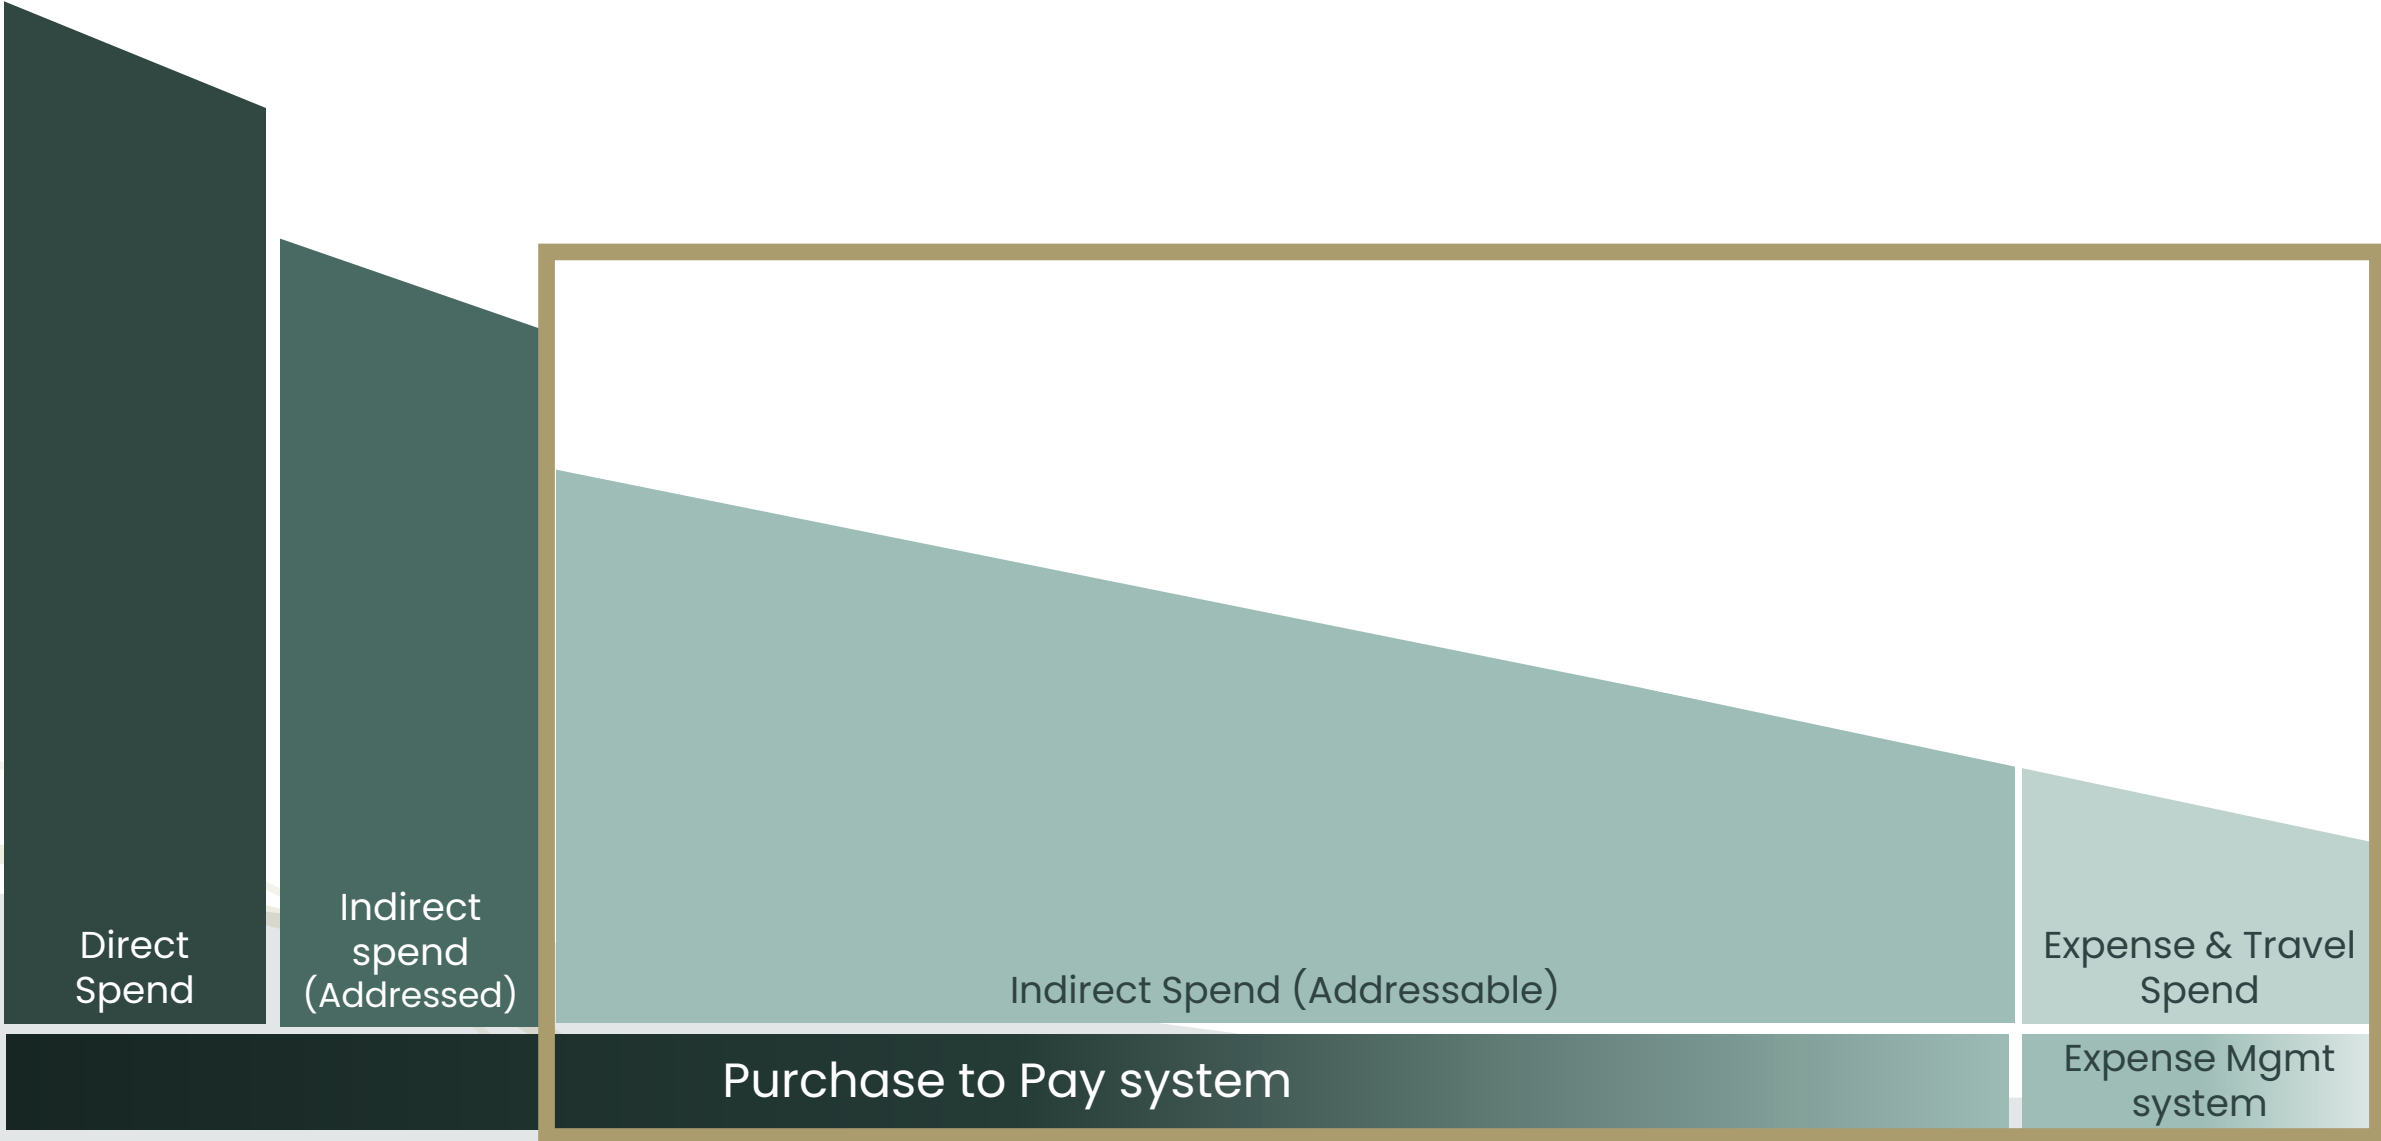 Direct
Spend
Indirect
spend
(Addressed)
Indirect Spend (Addressable)
Expense & Travel
Spend
Purchase to Pay system
Expense Mgmt
system